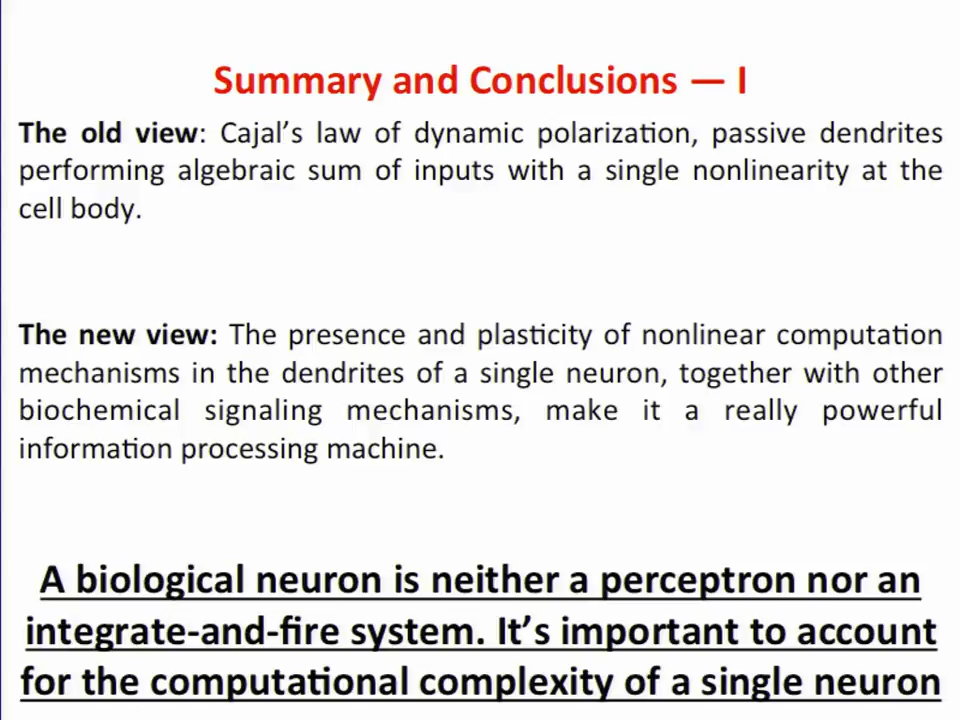 Summary and Conclusions — I
The old view: Cajal's law of dynamic polarization, passive dendrites
performing algebraic sum of inputs with a single nonlinearity at the
cell body.
The new view: The presence and plasticity of nonlinear computation
mechanisms in the dendrites of a single neuron, together with other
biochemical signaling mechanisms, make it a really powerful
information processing machine.
A biological neuron is neither a perceptron nor an
integrate-and-fire system. It's important to account
for the computational complexity of a single neuron